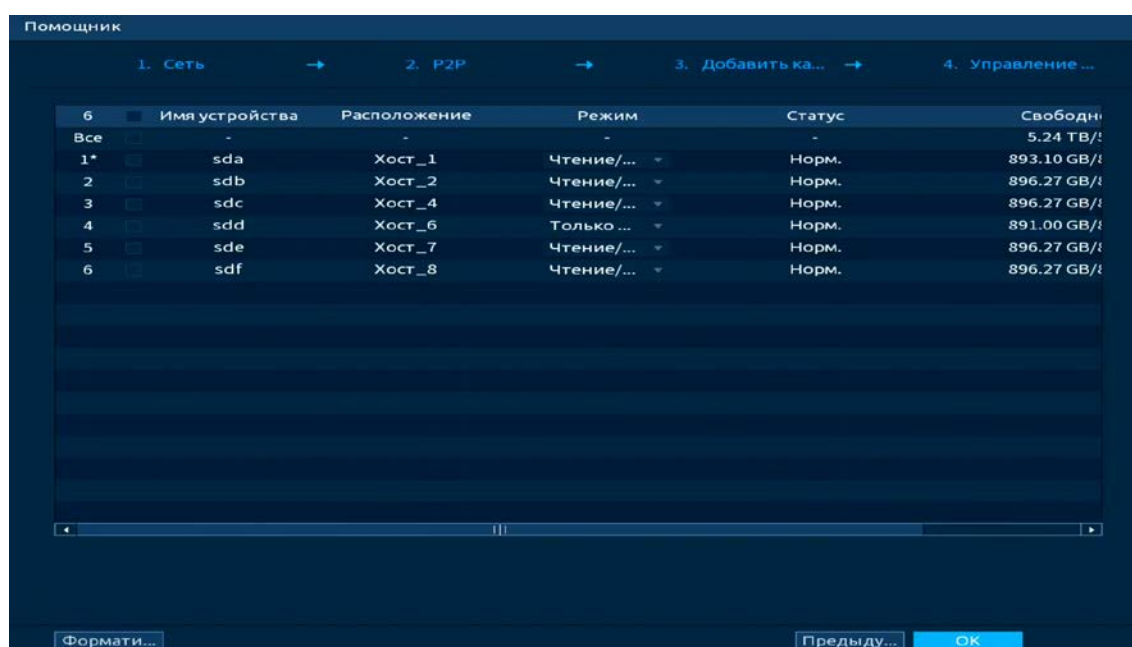 Помощник
1. Сеть → 2. P2P → 3. Добавить ка... → 4. Управление ...
6 Имя устройства Расположение Режим Статус Свободн
Все - - - - 5.24 TB/
1* sda Хост_1 Чтение/... Норм. 893.10 GB/
2 sdb Хост_2 Чтение/... Норм. 896.27 GB/
3 sdc Хост_4 Чтение/... Норм. 896.27 GB/
4 sdd Хост_6 Только ... Норм. 891.00 GB/
5 sde Хост_7 Чтение/... Норм. 896.27 GB/
6 sdf Хост_8 Чтение/... Норм. 896.27 GB/
Формати... Предыду... OK